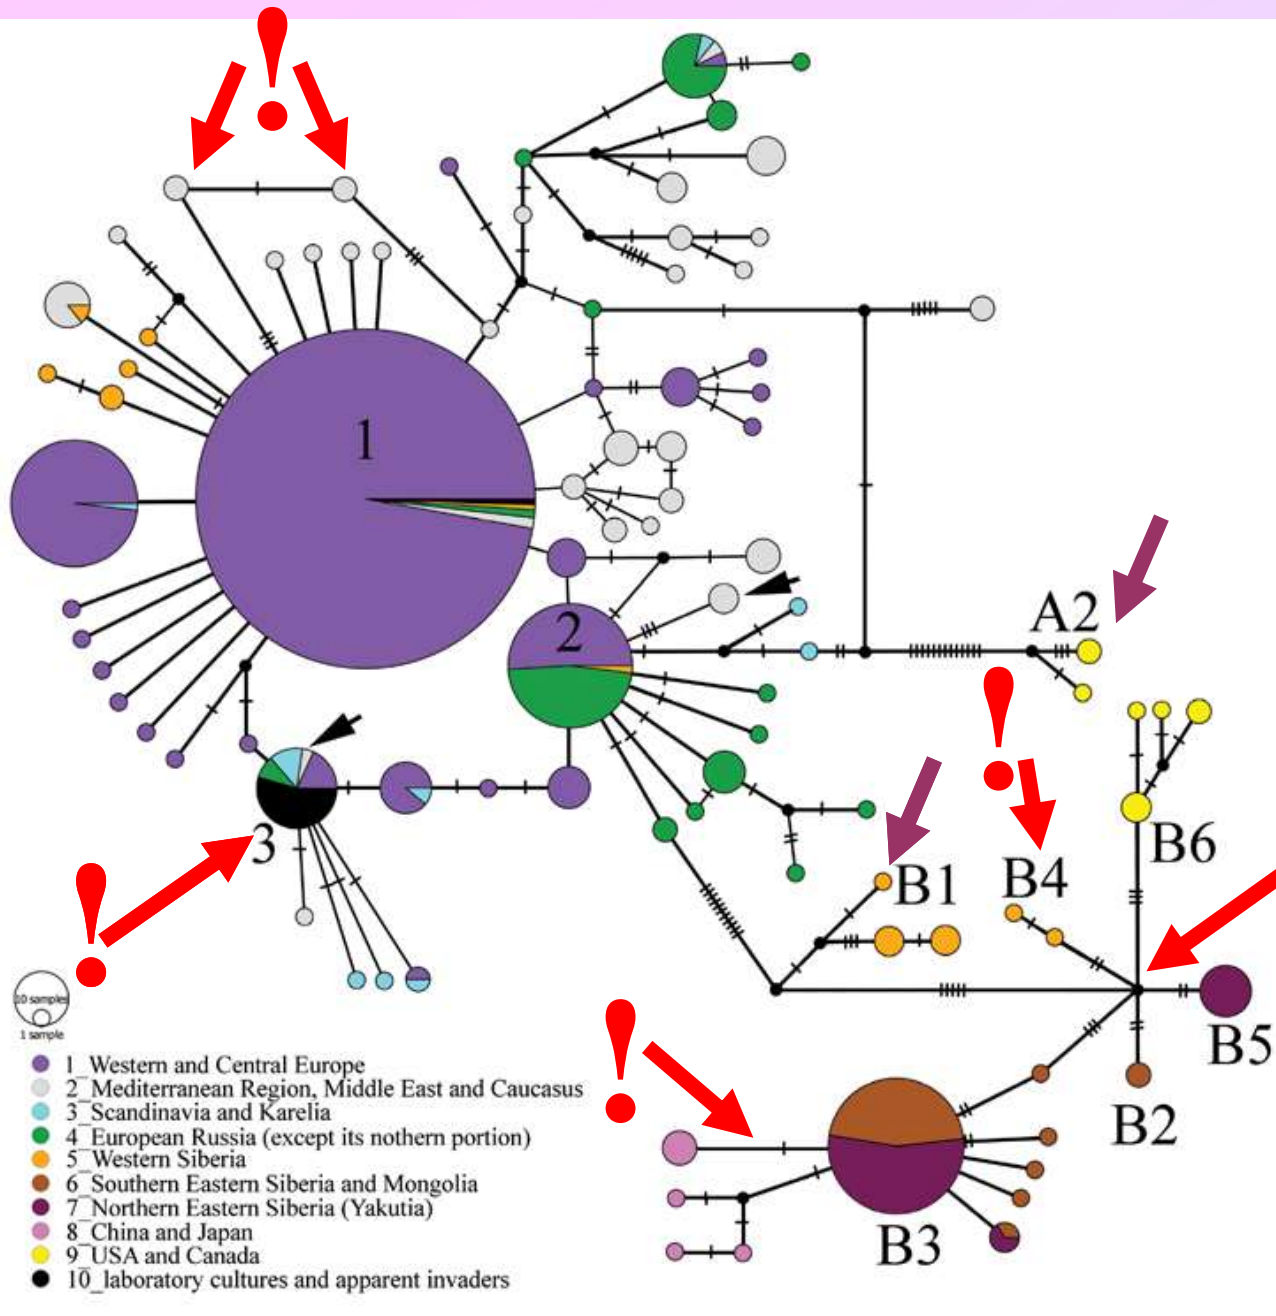 !
1
A2
2
!
B6
B1
B4
3
!
10 samples
1 sample
B5
!
B2
B3
1_Western and Central Europe
2_Mediterranean Region, Middle East and Caucasus
3_Scandinavia and Karelia
4_European Russia (except its nothern portion)
5_Western Siberia
6_Southern Eastern Siberia and Mongolia
7_Northern Eastern Siberia (Yakutia)
8_China and Japan
9_USA and Canada
10_laboratory cultures and apparent invaders